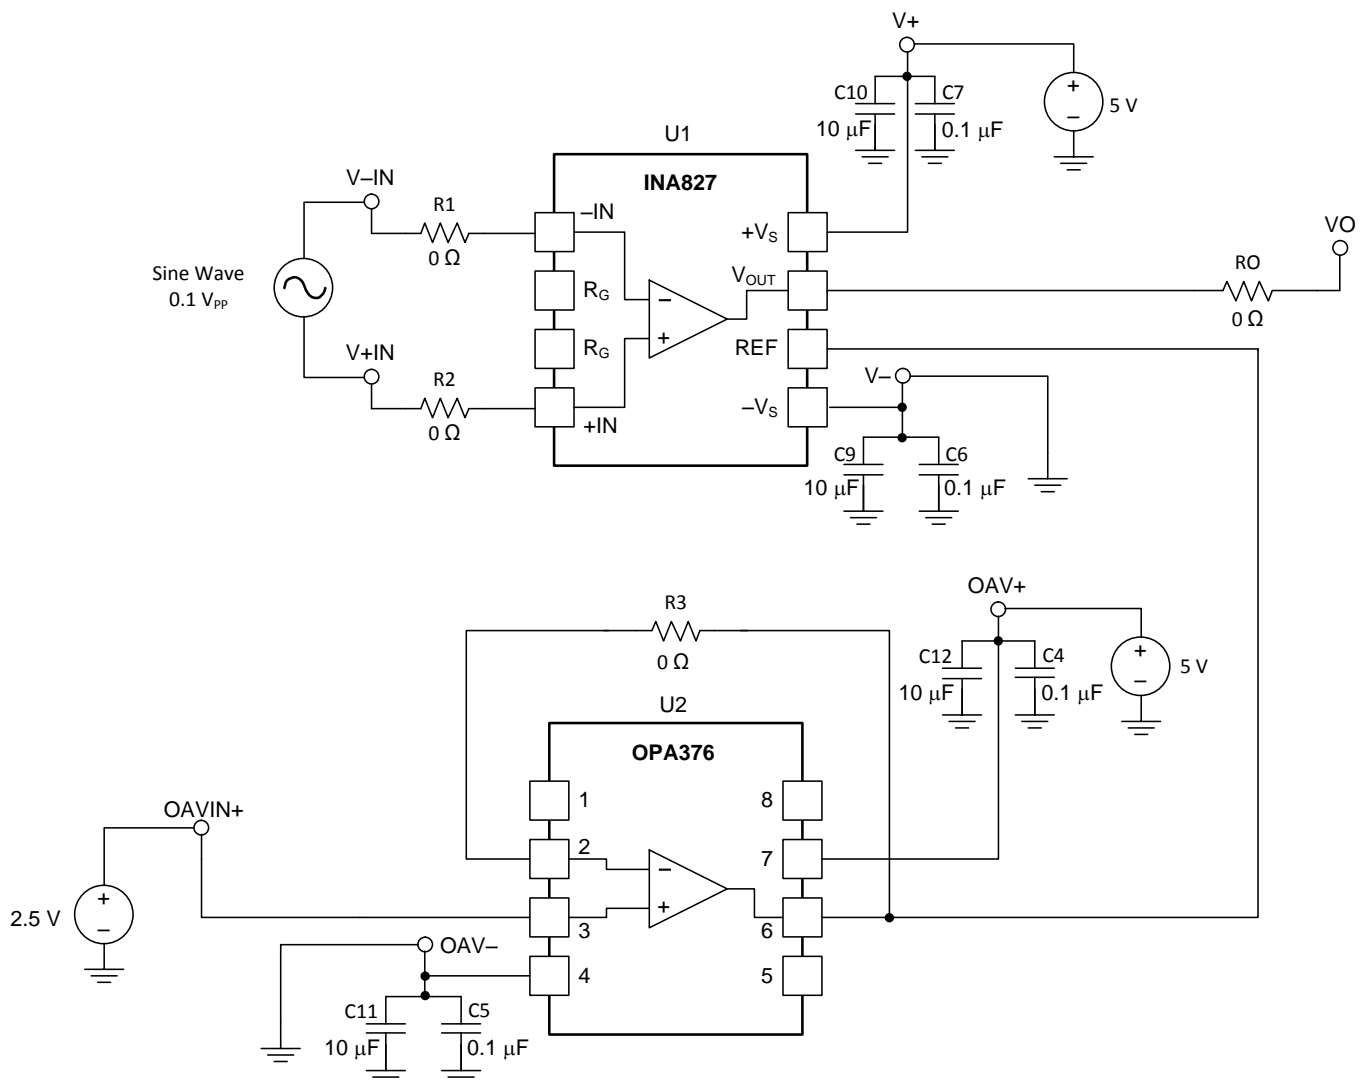 V+
C10
C7
10 μF
0.1 μF
+
−
5 V
U1
INA827
V–IN
R1
0 Ω
–IN
+VS
Sine Wave
0.1 VPP
RG
VOUT
VO
RO
0 Ω
−
+
RG
REF
V+IN
R2
0 Ω
+IN
–VS
V–
C9
C6
10 μF
0.1 μF
OAV+
R3
0 Ω
C12
C4
10 μF
0.1 μF
+
−
5 V
U2
OPA376
1
8
OAVIN+
2
7
−
+
2.5 V
+
−
3
6
OAV–
4
5
C11
C5
10 μF
0.1 μF